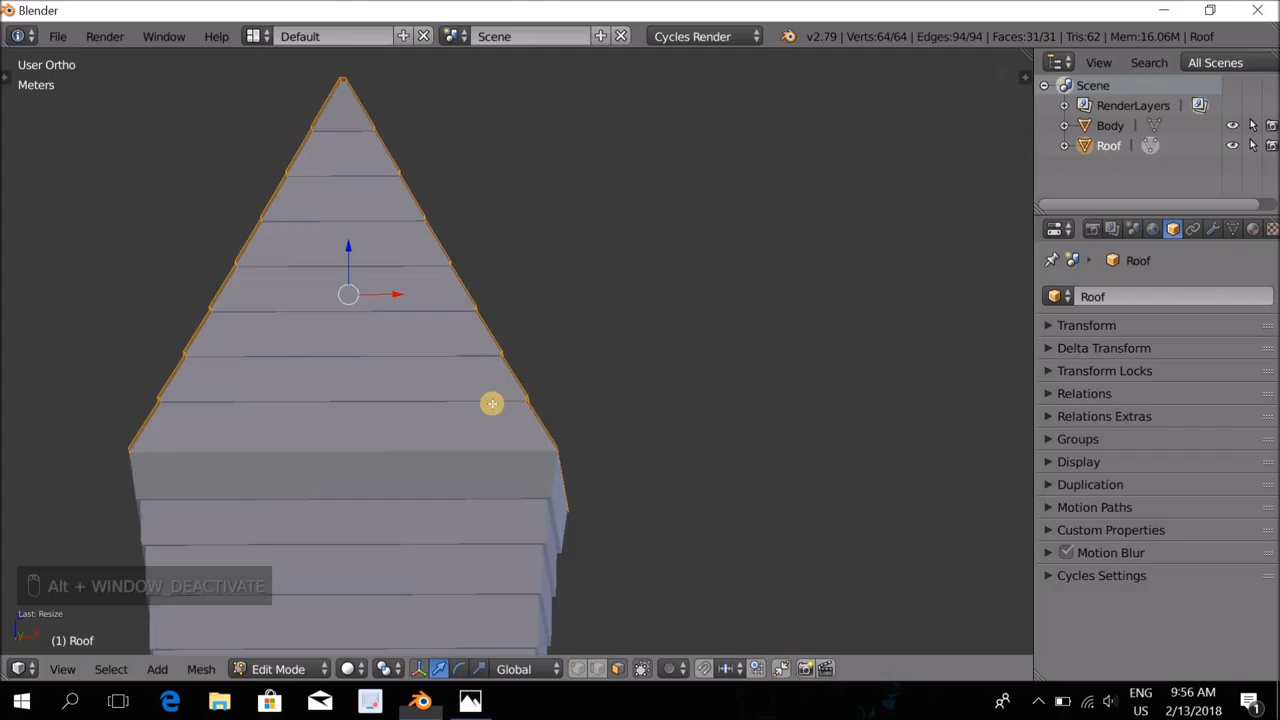 Blender
File Render Window Help Default Scene Cycles Render v2.79 | Verts:64/64 | Edges:94/94 | Faces:31/31 | Tris:62 | Mem:16.06M | Roof
User Ortho
Meters
View Search All Scenes
Scene
RenderLayers
Body
Roof
Roof
Roof
Transform
Delta Transform
Transform Locks
Relations
Relations Extras
Groups
Display
Duplication
Motion Paths
Custom Properties
Motion Blur
Cycles Settings
Alt + WINDOW_DEACTIVATE
Last: Resize
(1) Roof
View Select Add Mesh Edit Mode Global
ENG 9:56 AM
US 2/13/2018